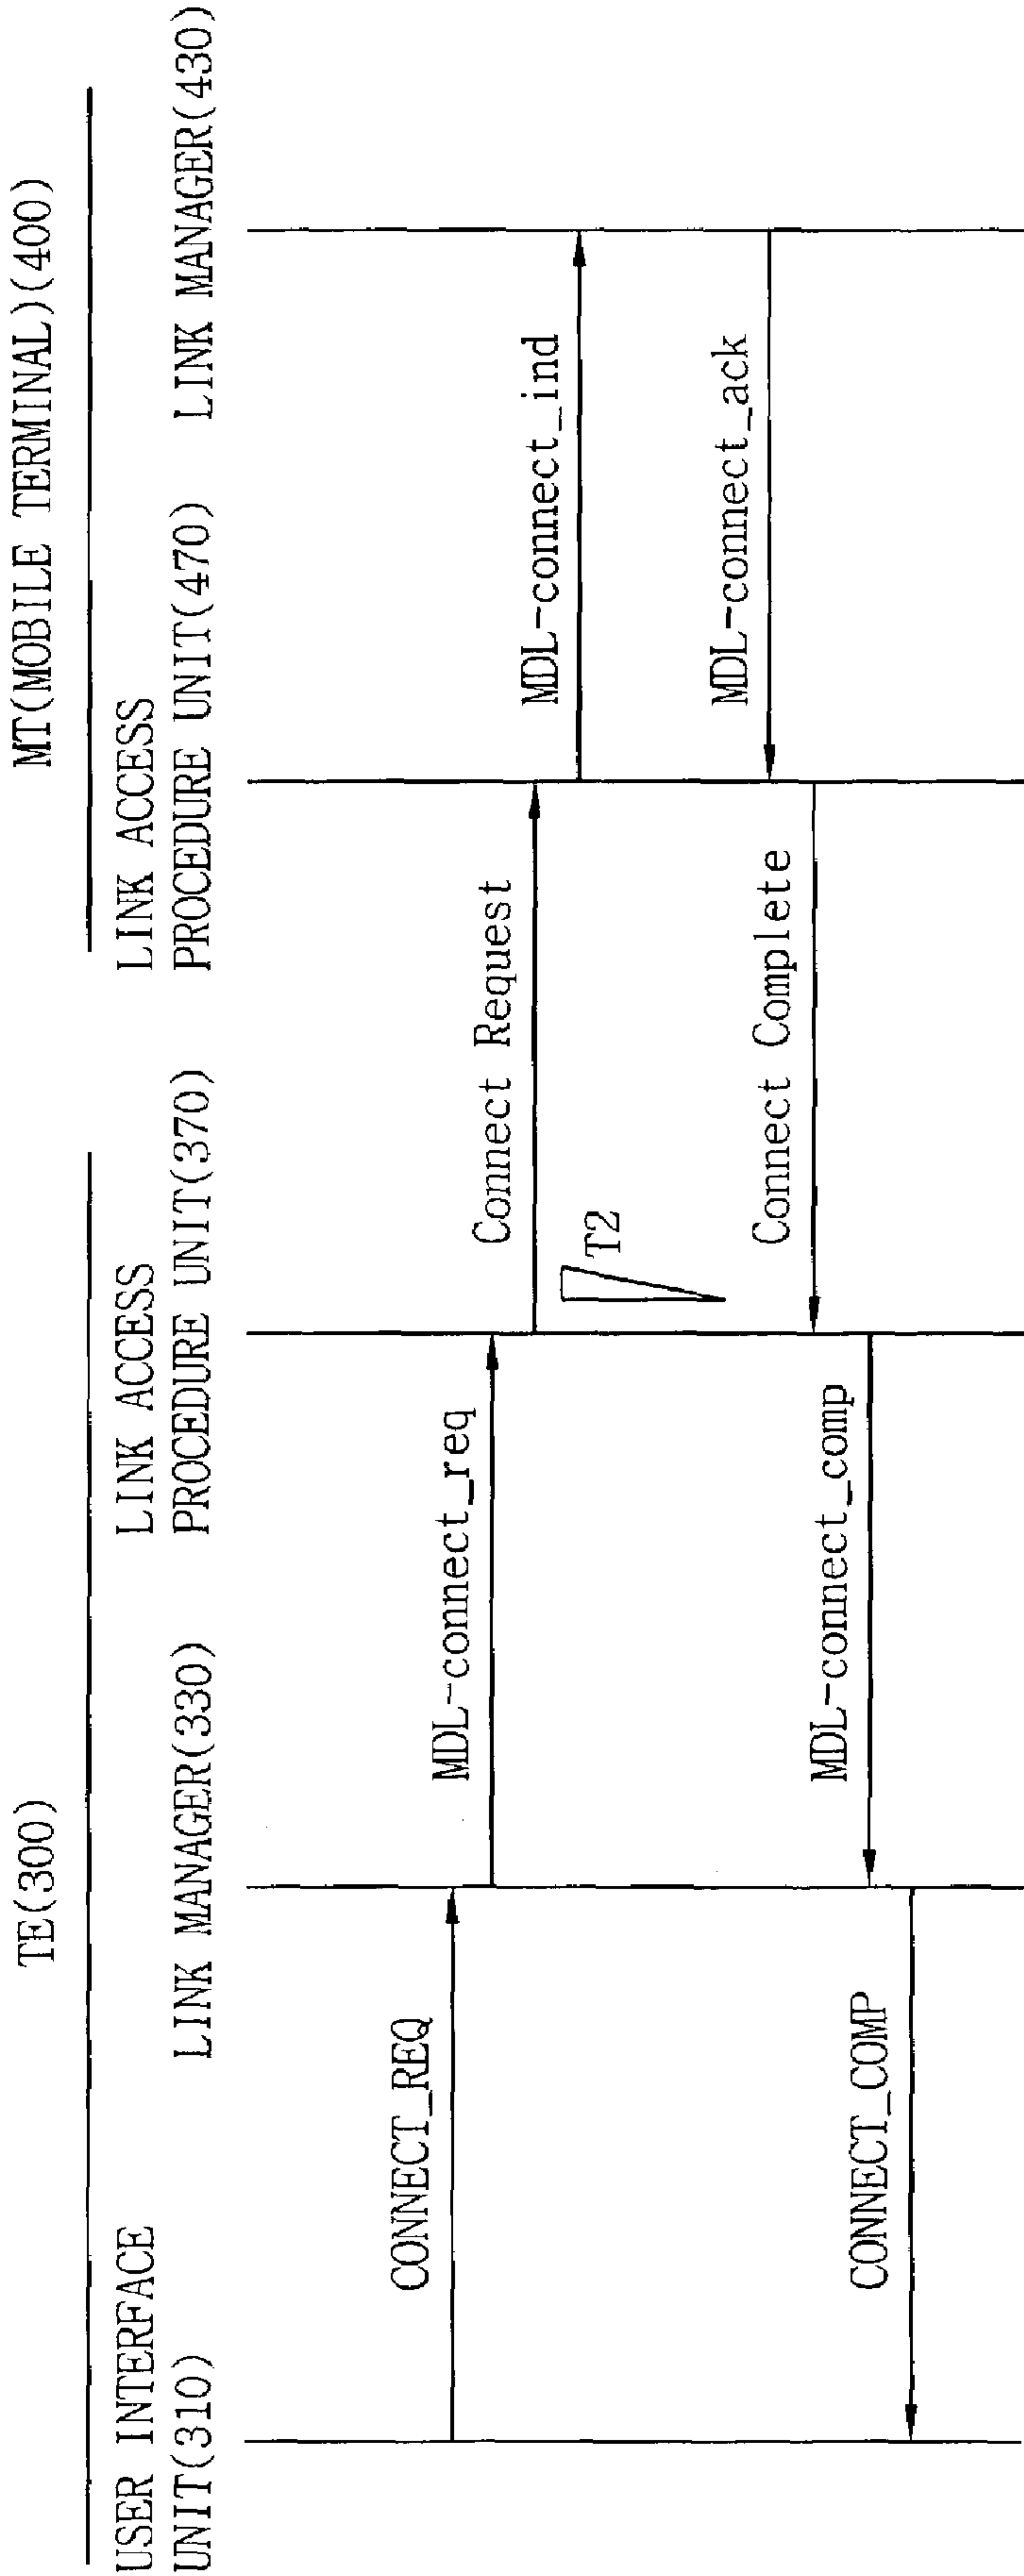 TE(300)
MT(MOBILE TERMINAL)(400)
USER INTERFACE
UNIT(310)
LINK MANAGER(330)
LINK ACCESS
PROCEDURE UNIT(370)
LINK ACCESS
PROCEDURE UNIT(470)
LINK MANAGER(430)
CONNECT_REQ
MDL-connect_req
Connect Request
MDL-connect_ind
T2
MDL-connect_ack
Connect Complete
MDL-connect_comp
CONNECT_COMP